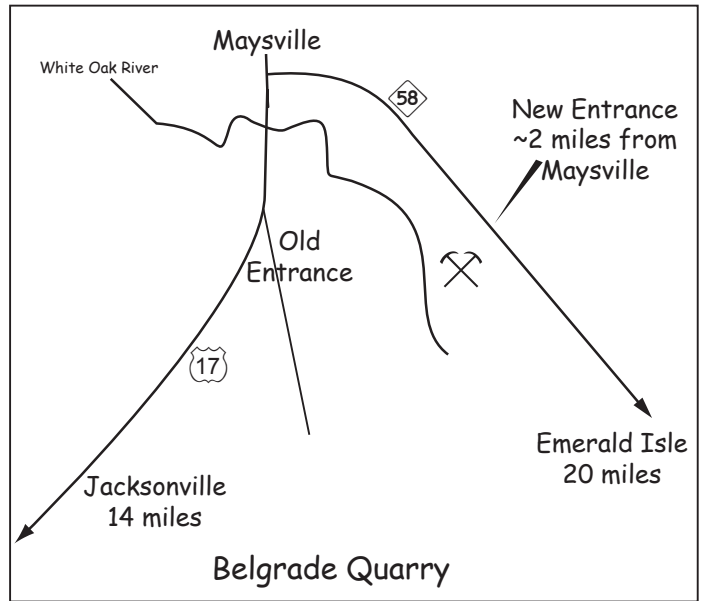 Maysville
White Oak River
58
New Entrance
~2 miles from
Maysville
Old
Entrance
17
Emerald Isle
20 miles
Jacksonville
14 miles
Belgrade Quarry